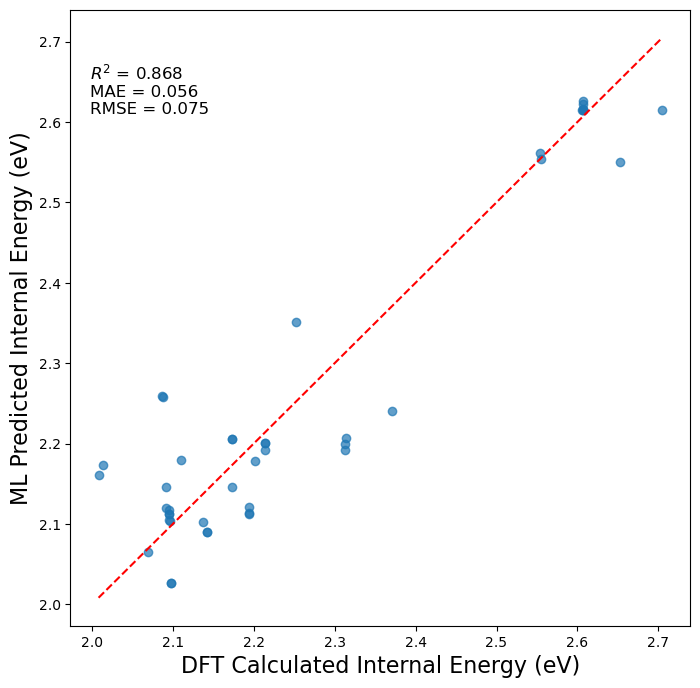 R² = 0.868
MAE = 0.056
RMSE = 0.075
ML Predicted Internal Energy (eV)
2.7
2.6
2.5
2.4
2.3
2.2
2.1
2.0
2.0 2.1 2.2 2.3 2.4 2.5 2.6 2.7
DFT Calculated Internal Energy (eV)